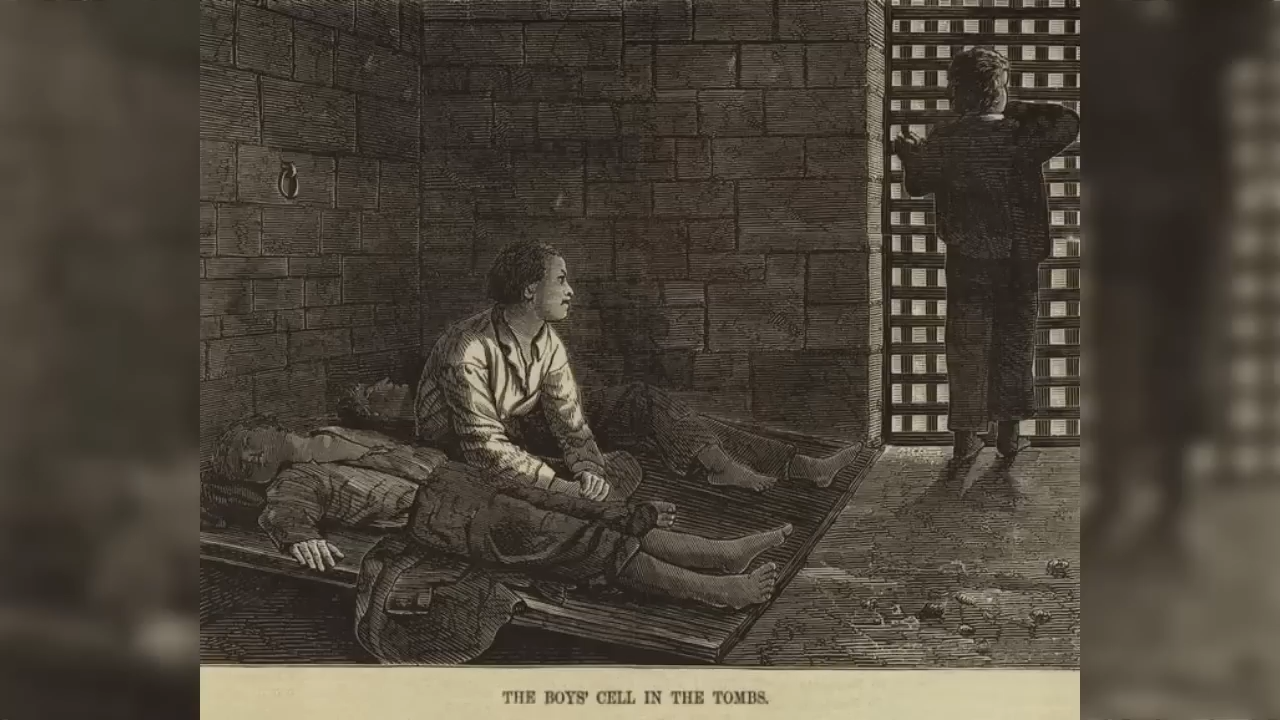 THE BOYS' CELL IN THE TOMBS.